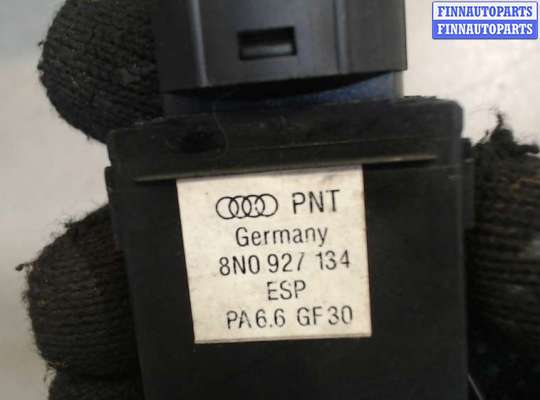 FINNAUTOPARTS
FINNAUTOPARTS
PNT
Germany
8N0 927 134
ESP
PA6.6 GF30